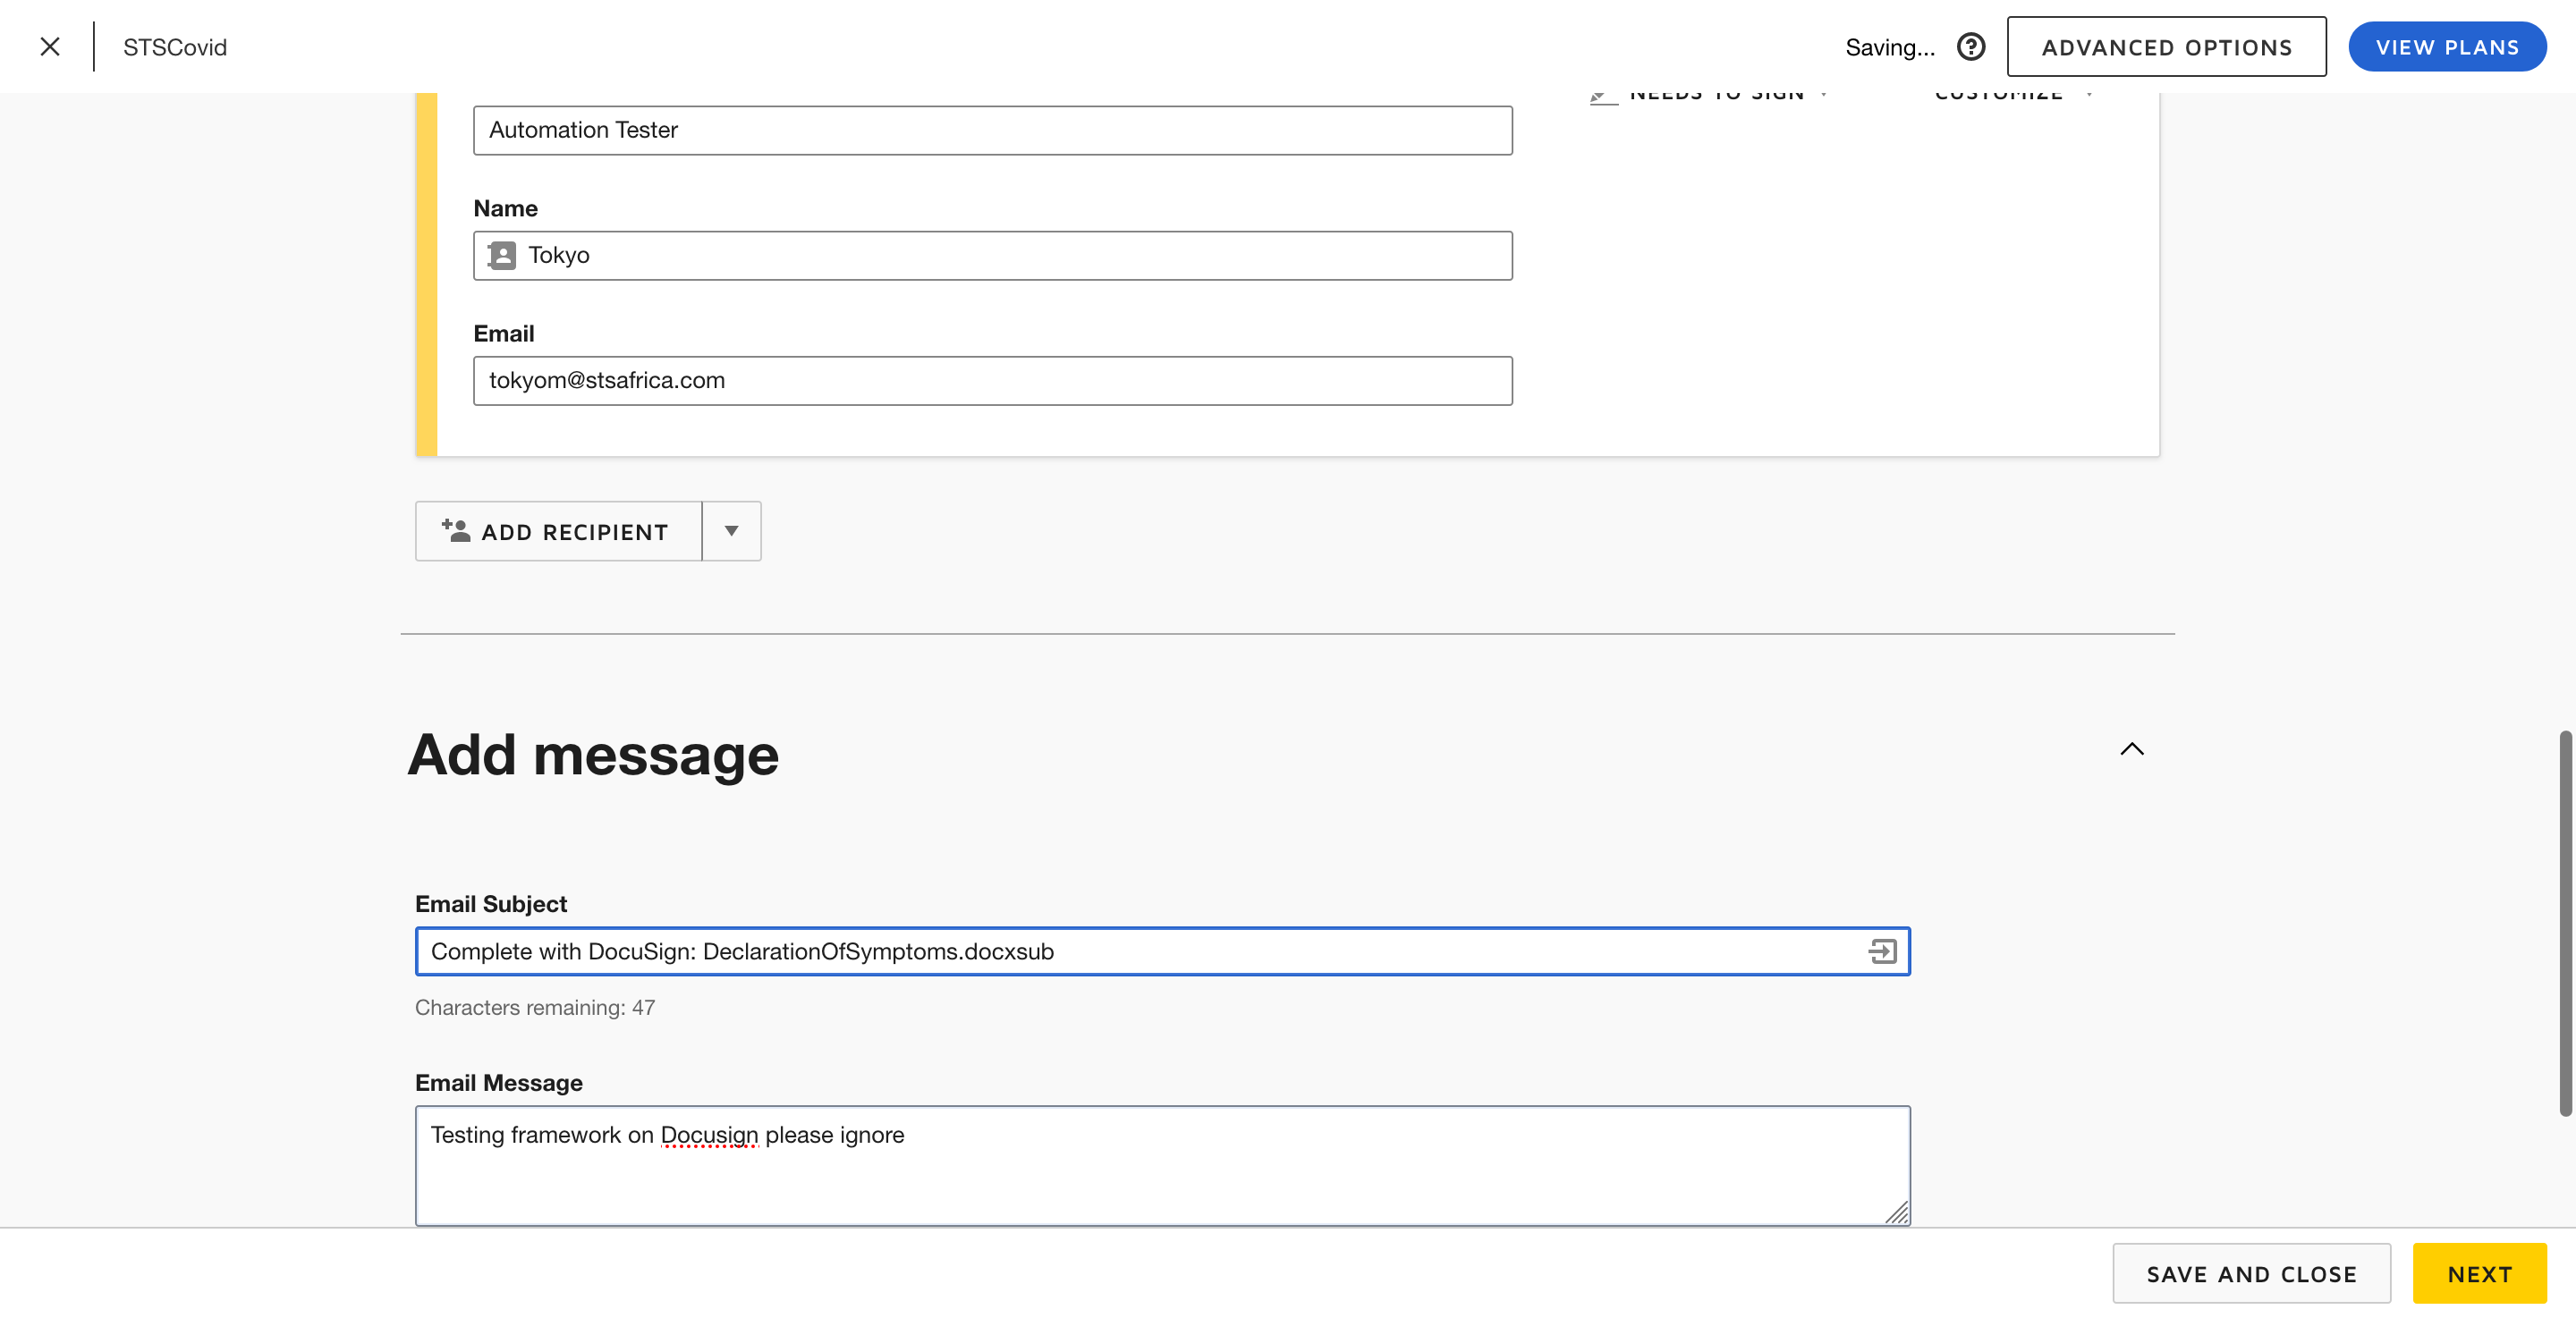 STSCovid
Saving...
ADVANCED OPTIONS
VIEW PLANS
NEEDS TO SIGN
CUSTOMIZE
Automation Tester
Name
Tokyo
Email
tokyom@stsafrica.com
ADD RECIPIENT
Add message
Email Subject
Complete with DocuSign: DeclarationOfSymptoms.docxsub
Characters remaining: 47
Email Message
Testing framework on Docusign please ignore
SAVE AND CLOSE
NEXT